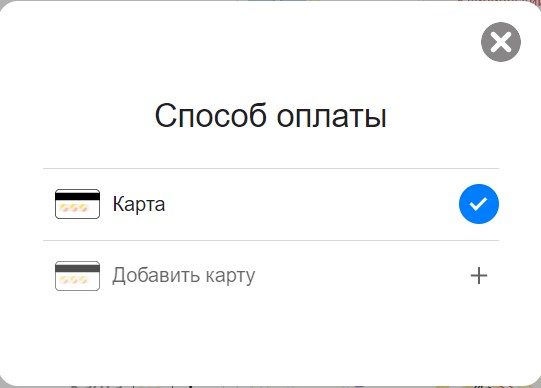 Способ оплаты
Карта
Добавить карту